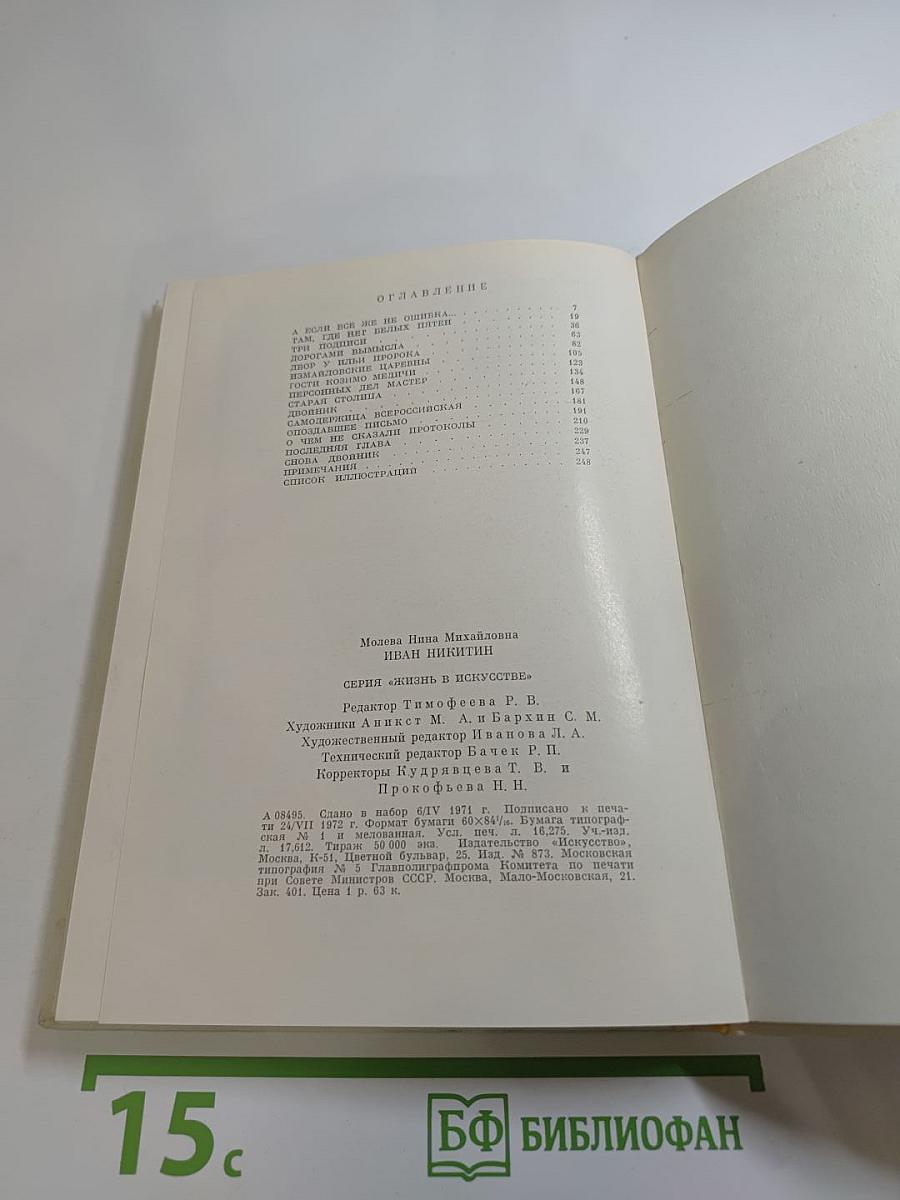 ОГЛАВЛЕНИЕ
А ЕСЛИ ВСЕ ЖЕ НЕ ОШИБКА... 7
ТАМ, ГДЕ НЕТ БЕЛЫХ ПЯТЕН 19
ТРИ ПОДПИСИ 36
ДОРОГАМИ ВЫМЫСЛА 63
ДВОР У ИЛЬИ ПРОРОКА 82
ИЗМАЙЛОВСКИЕ ЦАРЕВНЫ 105
ГОСТИ КОЗИМО МЕДИЧИ 123
ПЕРСОННЫХ ДЕЛ МАСТЕР 134
СТАРАЯ СТОЛИЦА 148
ДВОЙНИК 167
САМОДЕРЖИЦА ВСЕРОССИЙСКАЯ 181
ОПОЗДАВШЕЕ ПИСЬМО 191
О ЧЕМ НЕ СКАЗАЛИ ПРОТОКОЛЫ 210
ПОСЛЕДНЯЯ ГЛАВА 229
СНОВА ДВОЙНИК 237
ПРИМЕЧАНИЯ 247
СПИСОК ИЛЛЮСТРАЦИЙ 248
Молева Нина Михайловна
ИВАН НИКИТИН
СЕРИЯ «ЖИЗНЬ В ИСКУССТВЕ»
Редактор Тимофеева Р. В.
Художники Аникст М. А. и Бархин С. М.
Художественный редактор Иванова Л. А.
Технический редактор Бачек Р. П.
Корректоры Кудрявцева Т. В. и
Прокофьева Н. Н.
А 08495. Сдано в набор 6/IV 1971 г. Подписано к печа-
ти 24/VII 1972 г. Формат бумаги 60×84¹/₁₆. Бумага типограф-
ская № 1 и мелованная. Усл. печ. л. 16,275. Уч.-изд.
л. 17,612. Тираж 50 000 экз. Издательство «Искусство»,
Москва, К-51, Цветной бульвар, 25. Изд. № 873. Московская
типография № 5 Главполиграфпрома Комитета по печати
при Совете Министров СССР. Москва, Мало-Московская, 21.
Зак. 401. Цена 1 р. 63 к.
15 с
БФ БИБЛИОФАН